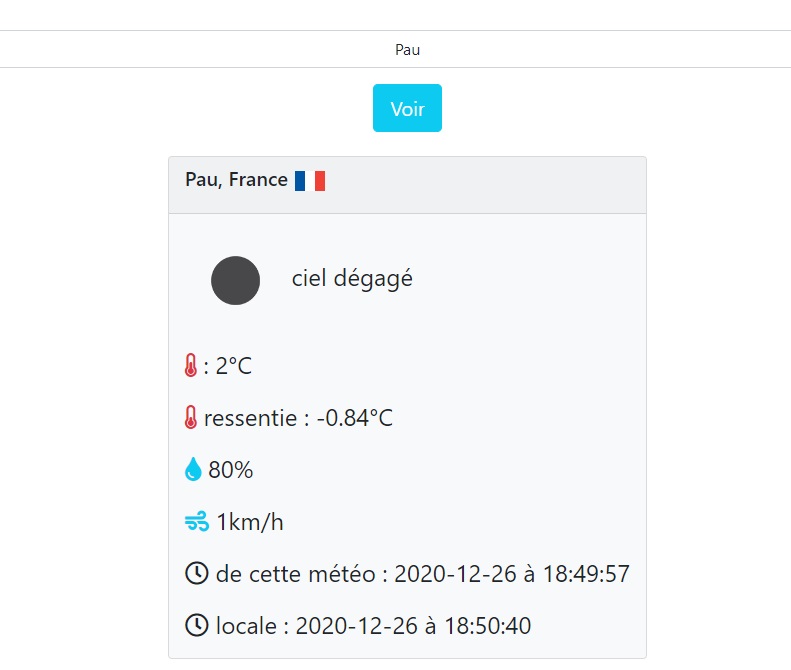 Pau
Voir
Pau, France
ciel dégagé
: 2°C
ressentie : -0.84°C
80%
1km/h
de cette météo : 2020-12-26 à 18:49:57
locale : 2020-12-26 à 18:50:40